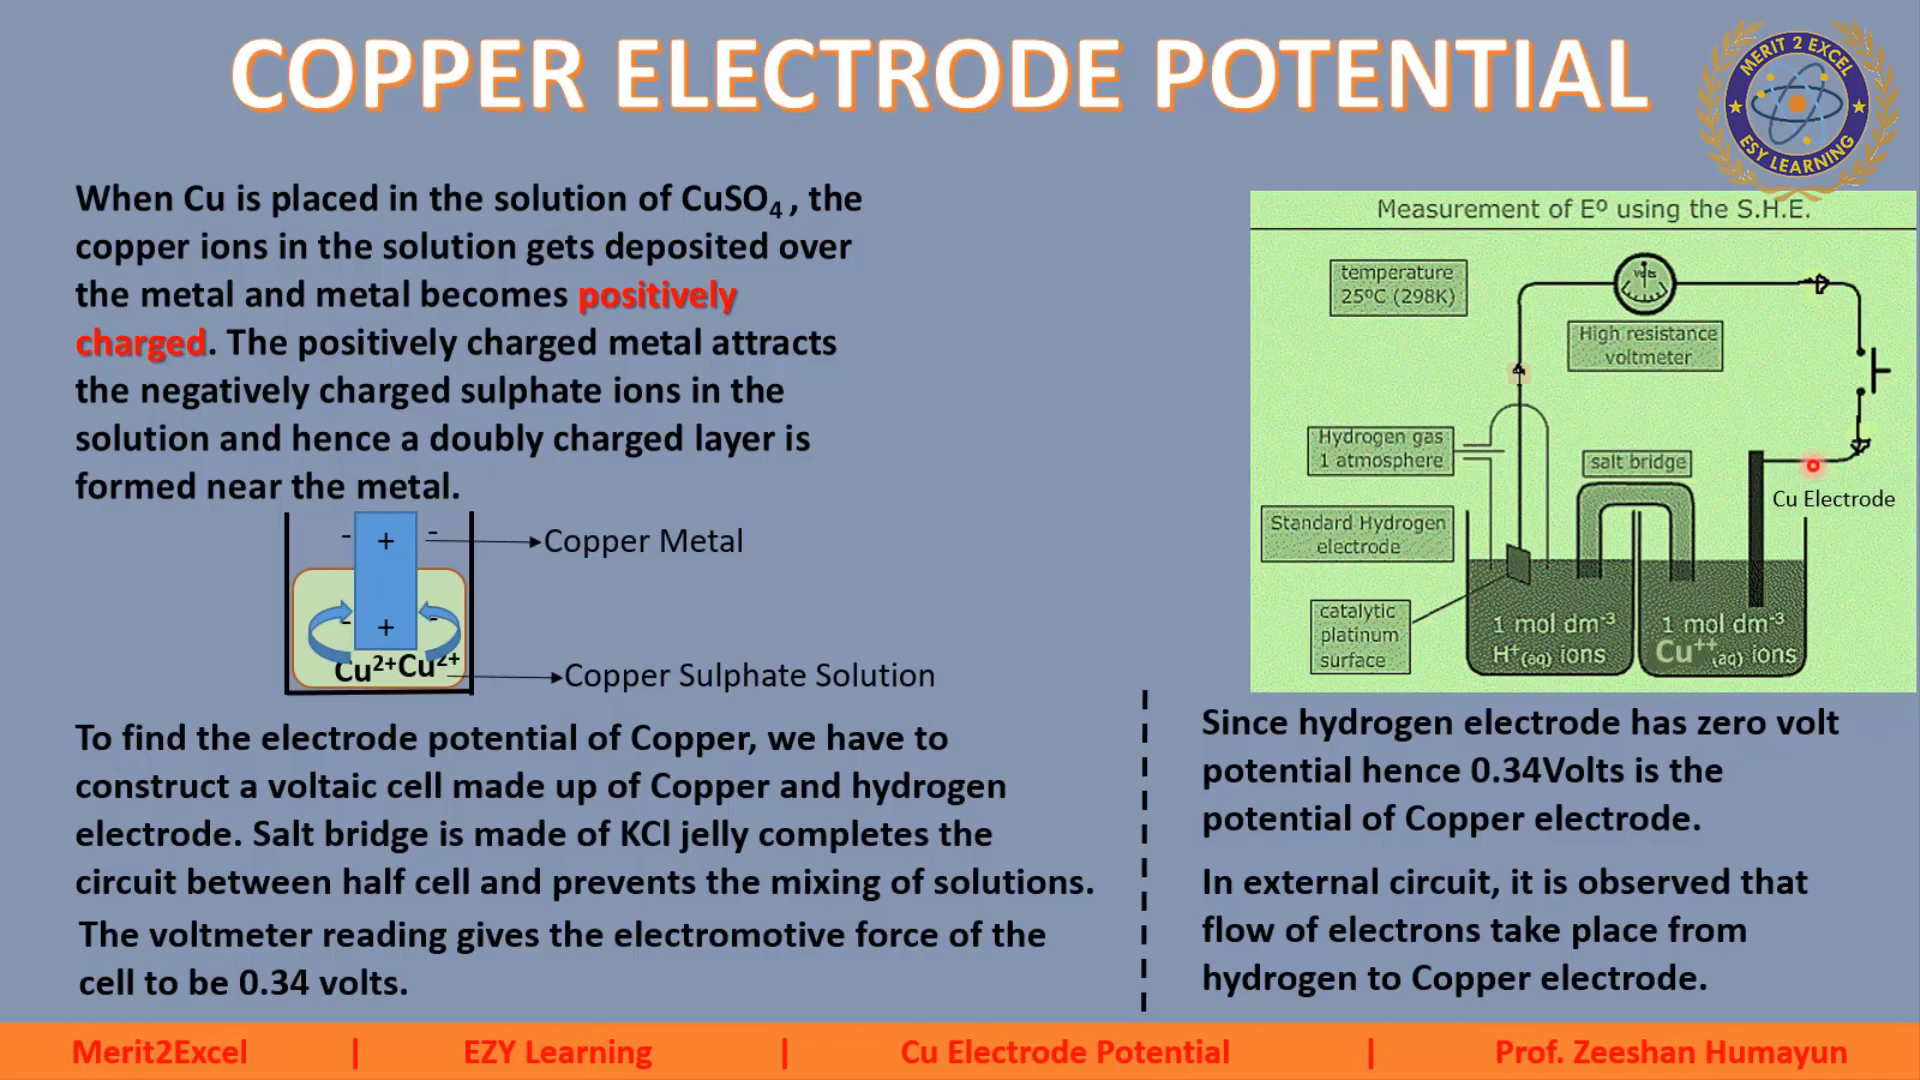 COPPER ELECTRODE POTENTIAL
MERIT 2 EXCEL
ESY LEARNING
When Cu is placed in the solution of CuSO₄, the
copper ions in the solution gets deposited over
the metal and metal becomes positively
charged. The positively charged metal attracts
the negatively charged sulphate ions in the
solution and hence a doubly charged layer is
formed near the metal.
- + -
Copper Metal
- + -
Cu²⁺Cu²⁺
Copper Sulphate Solution
Measurement of Eº using the S.H.E.
temperature
25ºC (298K)
Volts
High resistance
voltmeter
Hydrogen gas
1 atmosphere
salt bridge
Cu Electrode
Standard Hydrogen
electrode
catalytic
platinum
surface
1 mol dm⁻³
H⁺(aq) ions
1 mol dm⁻³
Cu⁺⁺(aq) ions
To find the electrode potential of Copper, we have to
construct a voltaic cell made up of Copper and hydrogen
electrode. Salt bridge is made of KCl jelly completes the
circuit between half cell and prevents the mixing of solutions.
The voltmeter reading gives the electromotive force of the
cell to be 0.34 volts.
Since hydrogen electrode has zero volt
potential hence 0.34Volts is the
potential of Copper electrode.
In external circuit, it is observed that
flow of electrons take place from
hydrogen to Copper electrode.
Merit2Excel | EZY Learning | Cu Electrode Potential | Prof. Zeeshan Humayun